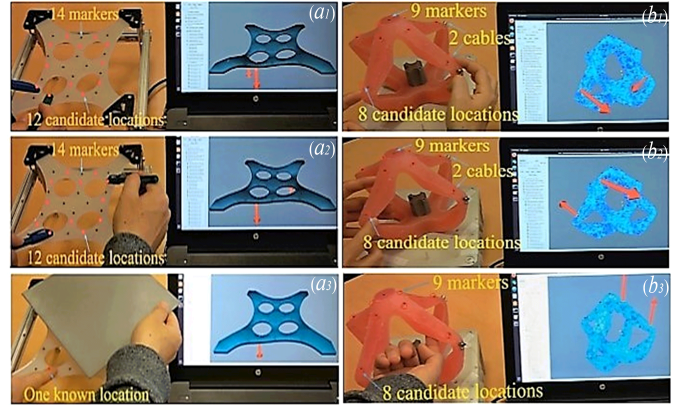 14 markers
(a1)
12 candidate locations
9 markers
2 cables
(b1)
8 candidate locations
14 markers
(a2)
12 candidate locations
9 markers
2 cables
(b2)
8 candidate locations
(a3)
One known location
9 markers
(b3)
8 candidate locations